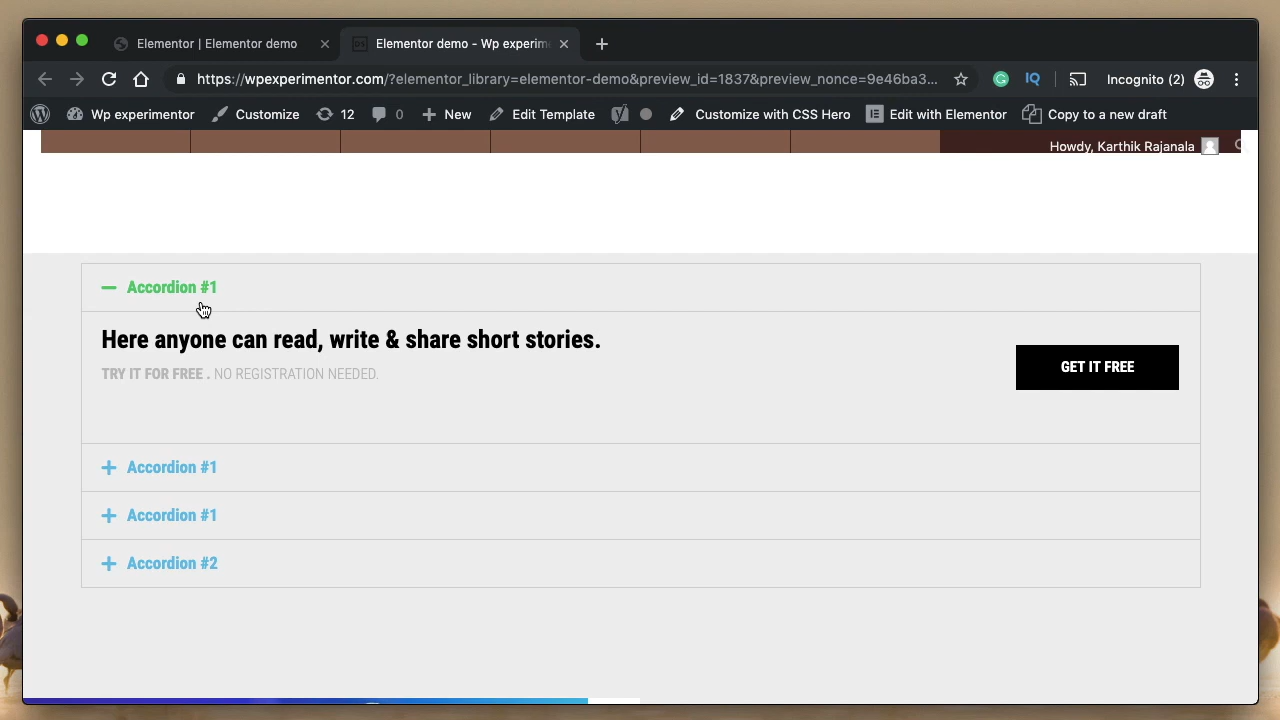 Elementor | Elementor demo
Elementor demo - Wp experim
https://wpexperimentor.com/?elementor_library=elementor-demo&preview_id=1837&preview_nonce=9e46ba3...
IQ
Incognito (2)
Wp experimentor
Customize
12
0
New
Edit Template
Customize with CSS Hero
Edit with Elementor
Copy to a new draft
Howdy, Karthik Rajanala
Accordion #1
Here anyone can read, write & share short stories.
TRY IT FOR FREE . NO REGISTRATION NEEDED.
GET IT FREE
Accordion #1
Accordion #1
Accordion #2